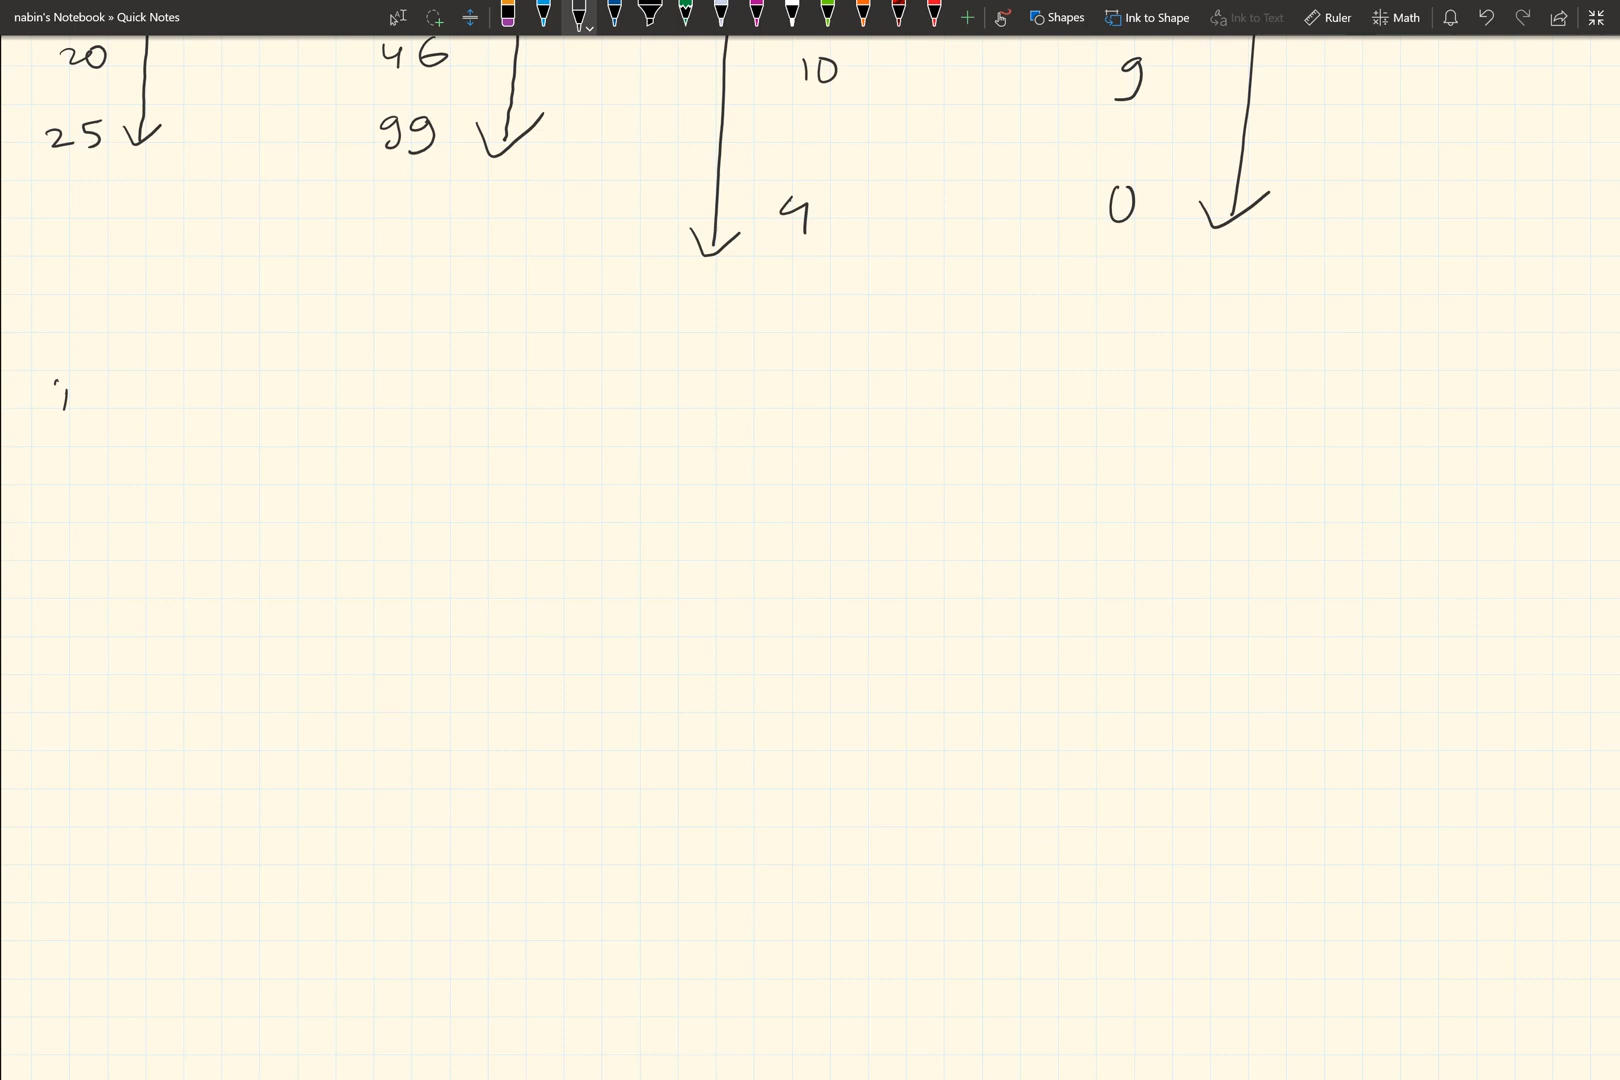 nabin's Notebook » Quick Notes
Shapes Ink to Shape Ink to Text Ruler Math
20 46 10 9
25 99
4 0